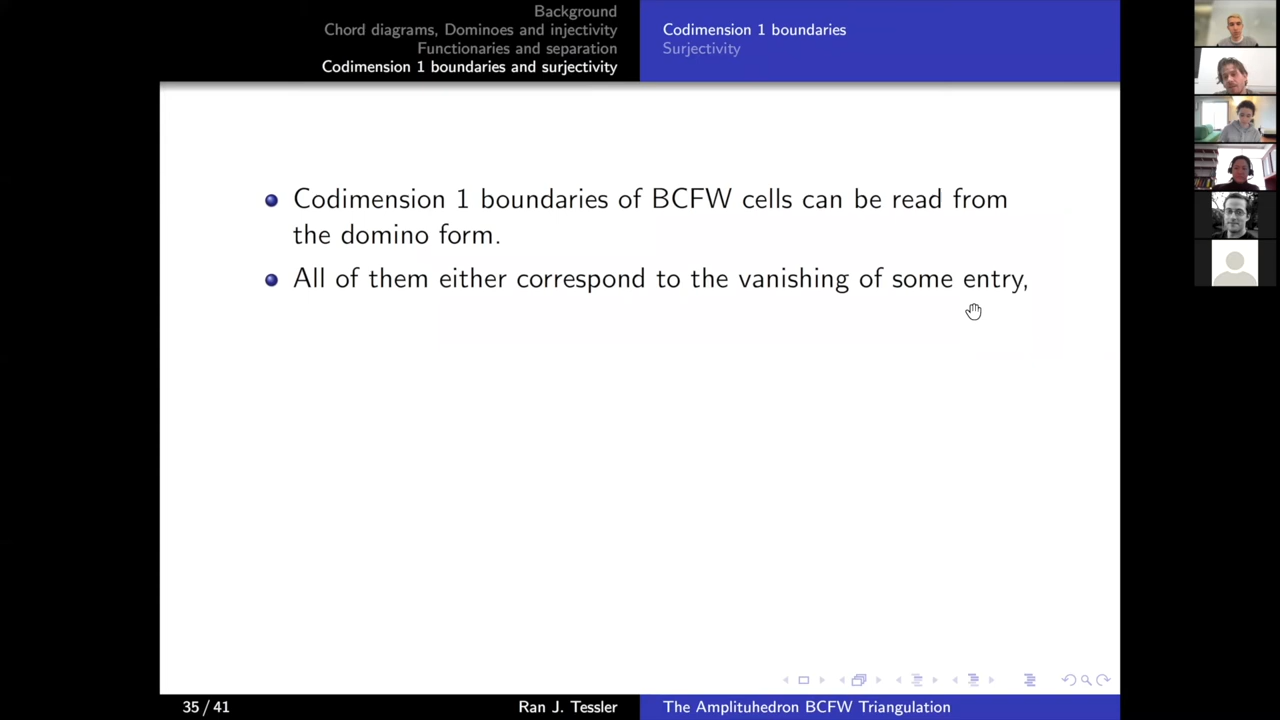 Background
Chord diagrams, Dominoes and injectivity
Functionaries and separation
Codimension 1 boundaries and surjectivity
Codimension 1 boundaries
Surjectivity
Codimension 1 boundaries of BCFW cells can be read from
the domino form.
All of them either correspond to the vanishing of some entry,
35 / 41
Ran J. Tessler
The Amplituhedron BCFW Triangulation